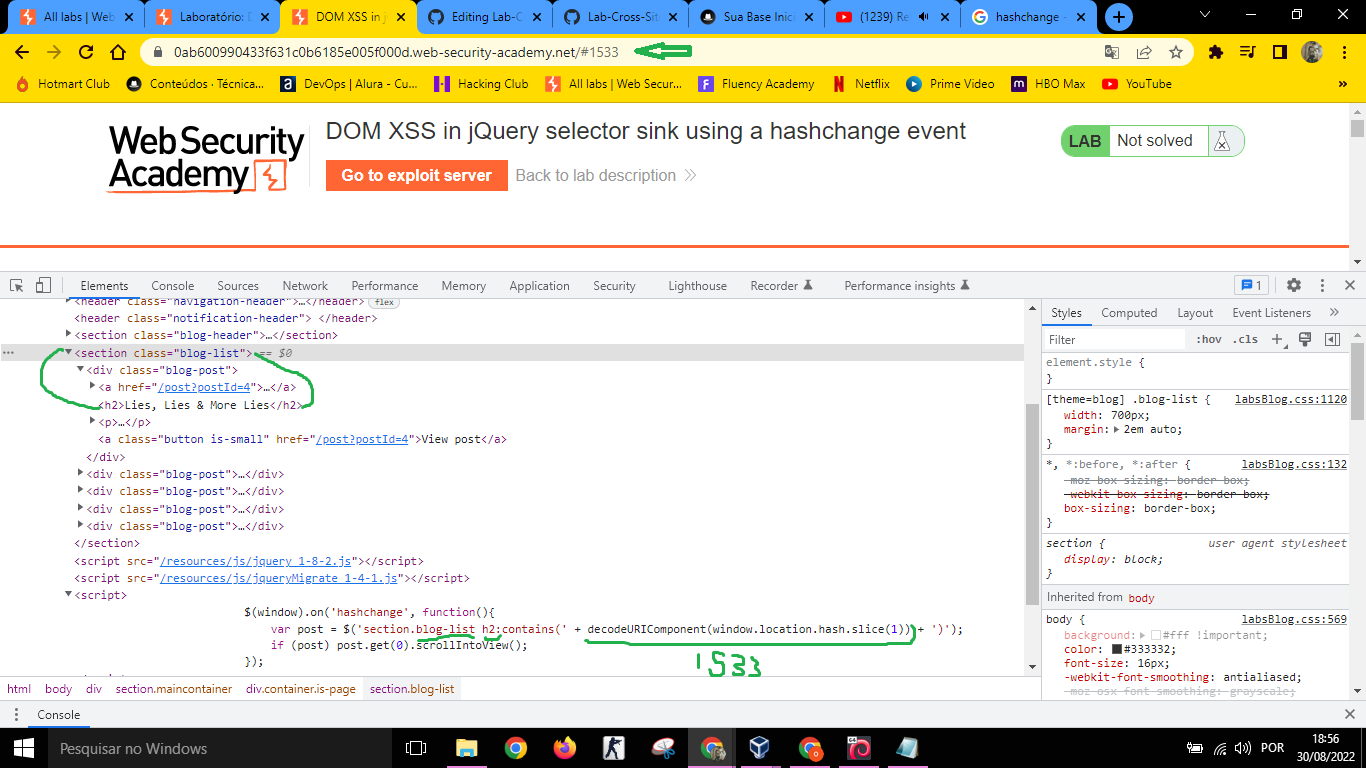 All labs | Web
Laboratório: D
DOM XSS in j
Editing Lab-C
Lab-Cross-Sit
Sua Base Inici
(1239) Re
hashchange -
0ab600990433f631c0b6185e005f000d.web-security-academy.net/#1533
Hotmart Club
Conteúdos · Técnica...
DevOps | Alura - Cu...
Hacking Club
All labs | Web Secur...
Fluency Academy
Netflix
Prime Video
HBO Max
YouTube
Web Security
Academy
DOM XSS in jQuery selector sink using a hashchange event
Go to exploit server
Back to lab description
LAB
Not solved
Elements Console Sources Network Performance Memory Application Security Lighthouse Recorder Performance insights 1
<header class="navigation-header">…</header> flex
<header class="notification-header"> </header>
<section class="blog-header">…</section>
<section class="blog-list"> == $0
<div class="blog-post">
<a href="/post?postId=4">…</a>
<h2>Lies, Lies & More Lies</h2>
<p>…</p>
<a class="button is-small" href="/post?postId=4">View post</a>
</div>
<div class="blog-post">…</div>
<div class="blog-post">…</div>
<div class="blog-post">…</div>
<div class="blog-post">…</div>
</section>
<script src="/resources/js/jquery_1-8-2.js"></script>
<script src="/resources/js/jqueryMigrate_1-4-1.js"></script>
<script>
$(window).on('hashchange', function(){
var post = $('section.blog-list h2:contains(' + decodeURIComponent(window.location.hash.slice(1)) + ')');
if (post) post.get(0).scrollIntoView();
});
1533
html body div section.maincontainer div.container.is-page section.blog-list
Styles Computed Layout Event Listeners
Filter :hov .cls
element.style {
}
[theme=blog] .blog-list { labsBlog.css:1120
width: 700px;
margin: 2em auto;
}
*, *:before, *:after { labsBlog.css:132
-moz-box-sizing: border-box;
-webkit-box-sizing: border-box;
box-sizing: border-box;
}
section { user agent stylesheet
display: block;
}
Inherited from body
body { labsBlog.css:569
background: #fff !important;
color: #333332;
font-size: 16px;
-webkit-font-smoothing: antialiased;
-moz-osx-font-smoothing: grayscale;
Console
Pesquisar no Windows
POR
18:56
30/08/2022